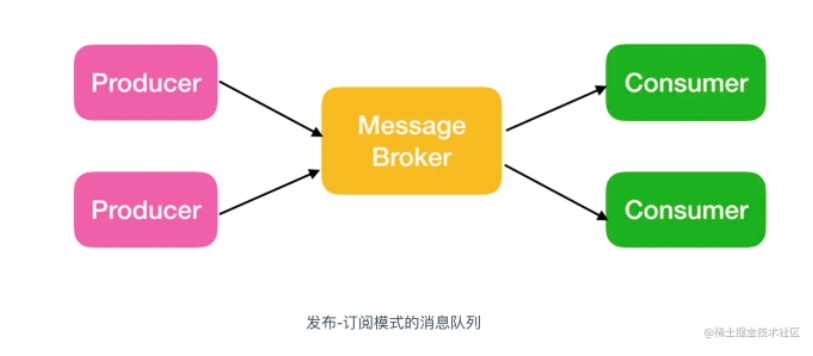 Producer
Message
Broker
Consumer
Producer
Consumer
发布-订阅模式的消息队列
@稀土掘金技术社区